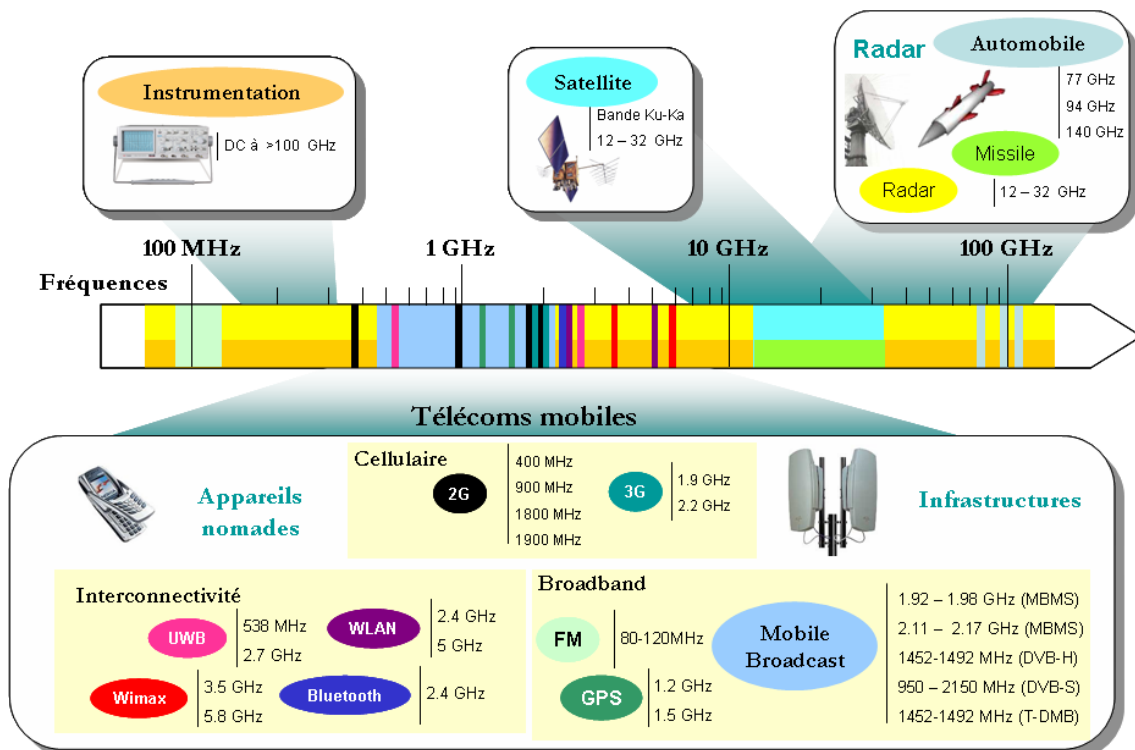 Instrumentation
DC à >100 GHz
Satellite
Bande Ku-Ka
12 – 32 GHz
Radar
Automobile
77 GHz
94 GHz
140 GHz
Missile
Radar
12 – 32 GHz
100 MHz
1 GHz
10 GHz
100 GHz
Fréquences
Télécoms mobiles
Appareils
nomades
Cellulaire
2G
400 MHz
900 MHz
1800 MHz
1900 MHz
3G
1.9 GHz
2.2 GHz
Infrastructures
Interconnectivité
UWB
538 MHz
2.7 GHz
WLAN
2.4 GHz
5 GHz
Wimax
3.5 GHz
5.8 GHz
Bluetooth
2.4 GHz
Broadband
FM
80-120MHz
GPS
1.2 GHz
1.5 GHz
Mobile
Broadcast
1.92 – 1.98 GHz (MBMS)
2.11 – 2.17 GHz (MBMS)
1452-1492 MHz (DVB-H)
950 – 2150 MHz (DVB-S)
1452-1492 MHz (T-DMB)